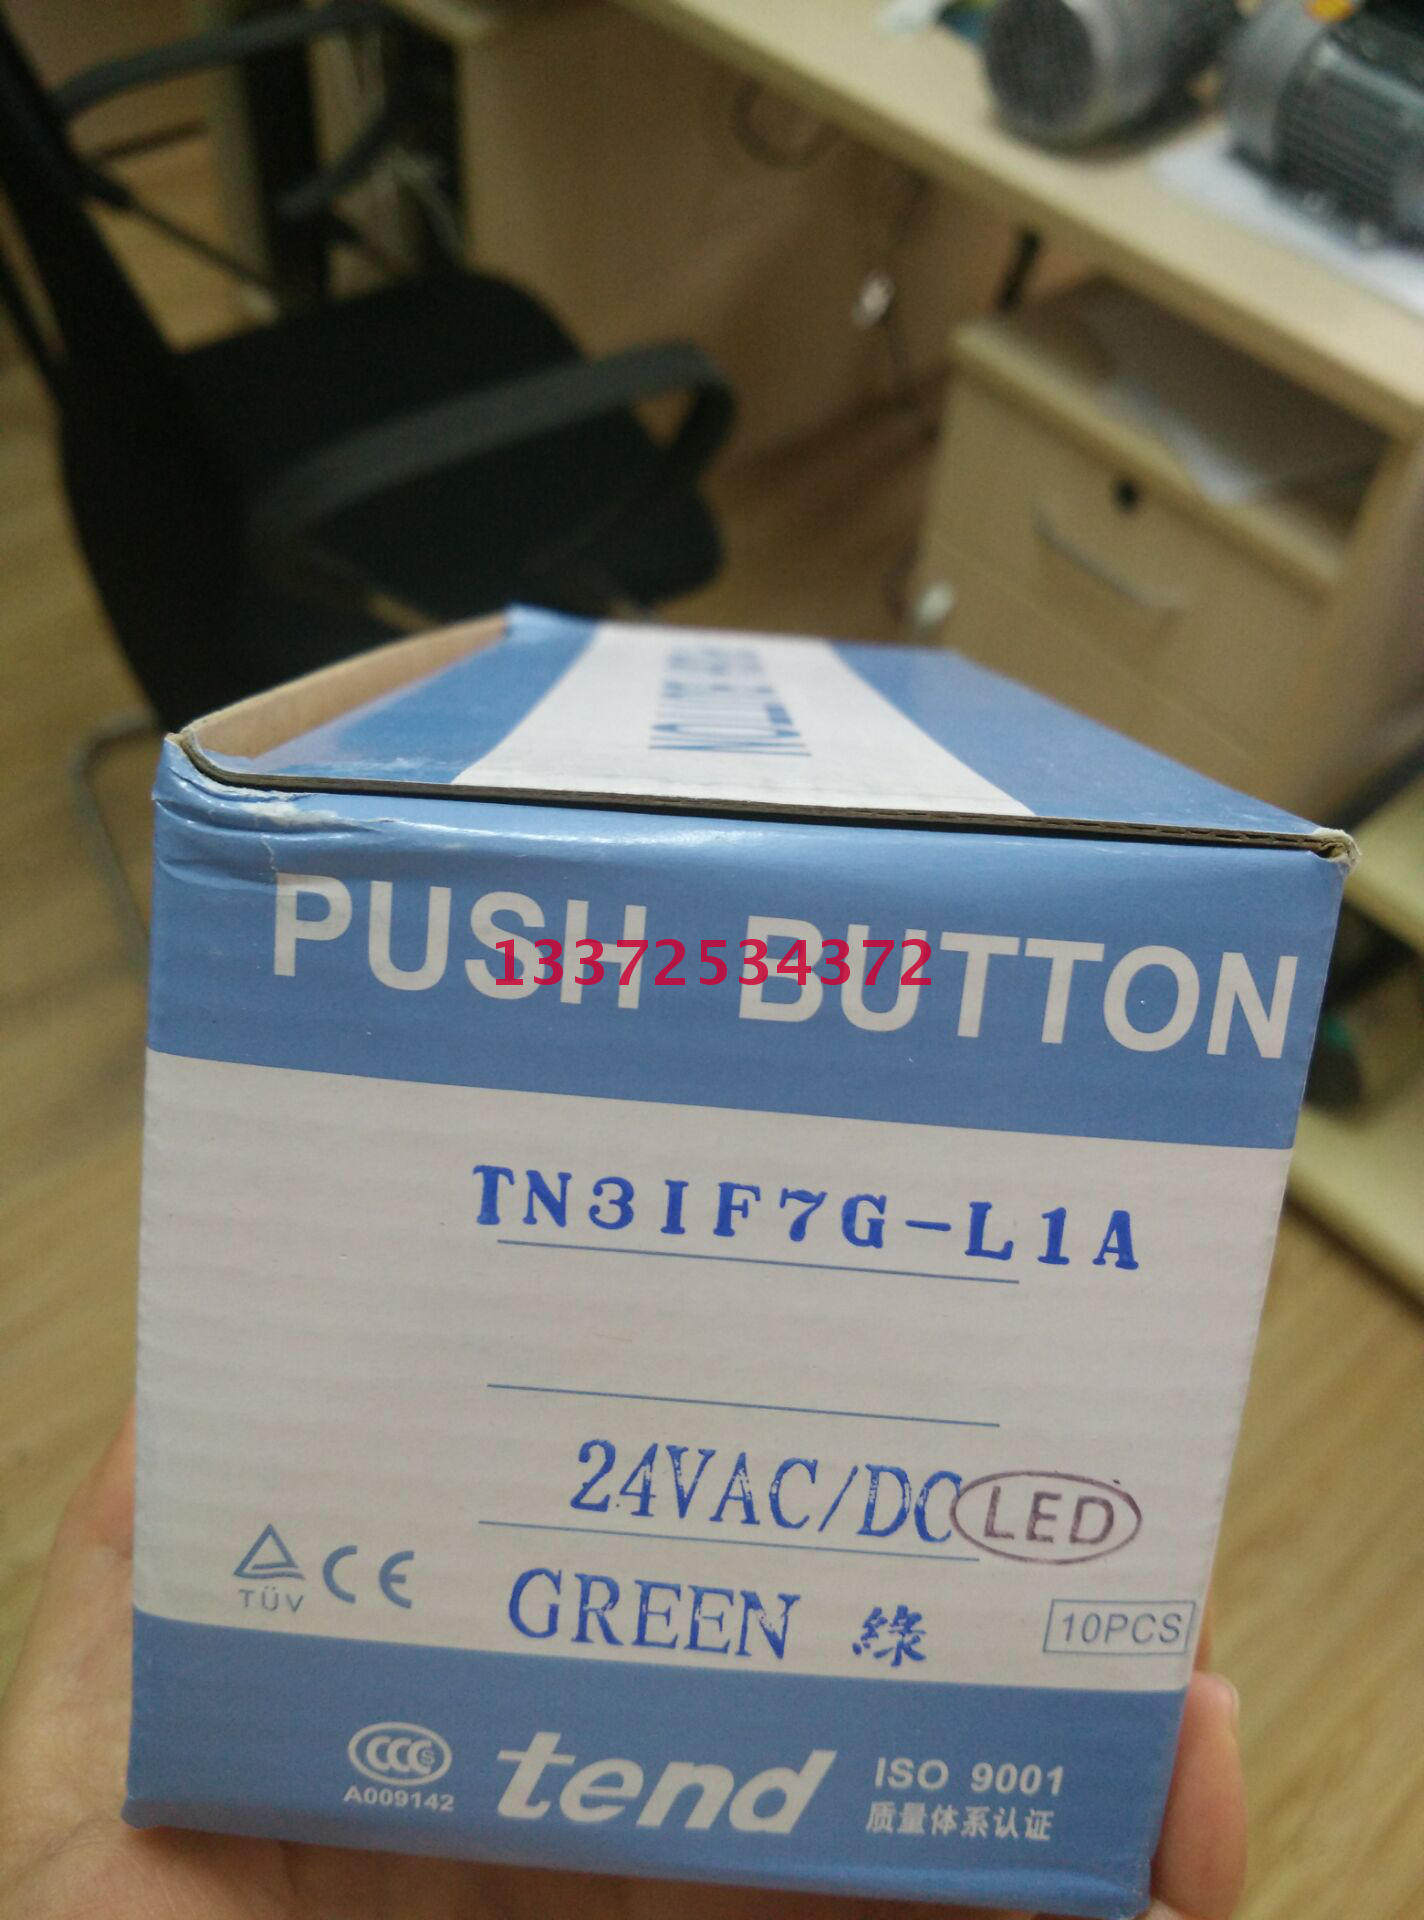 PUSH BUTTON
13372534372
TN3IF7G-L1A
24VAC/DC LED
GREEN 綠
TÜV CE
10PCS
CCC S
A009142
tend
ISO 9001
质量体系认证